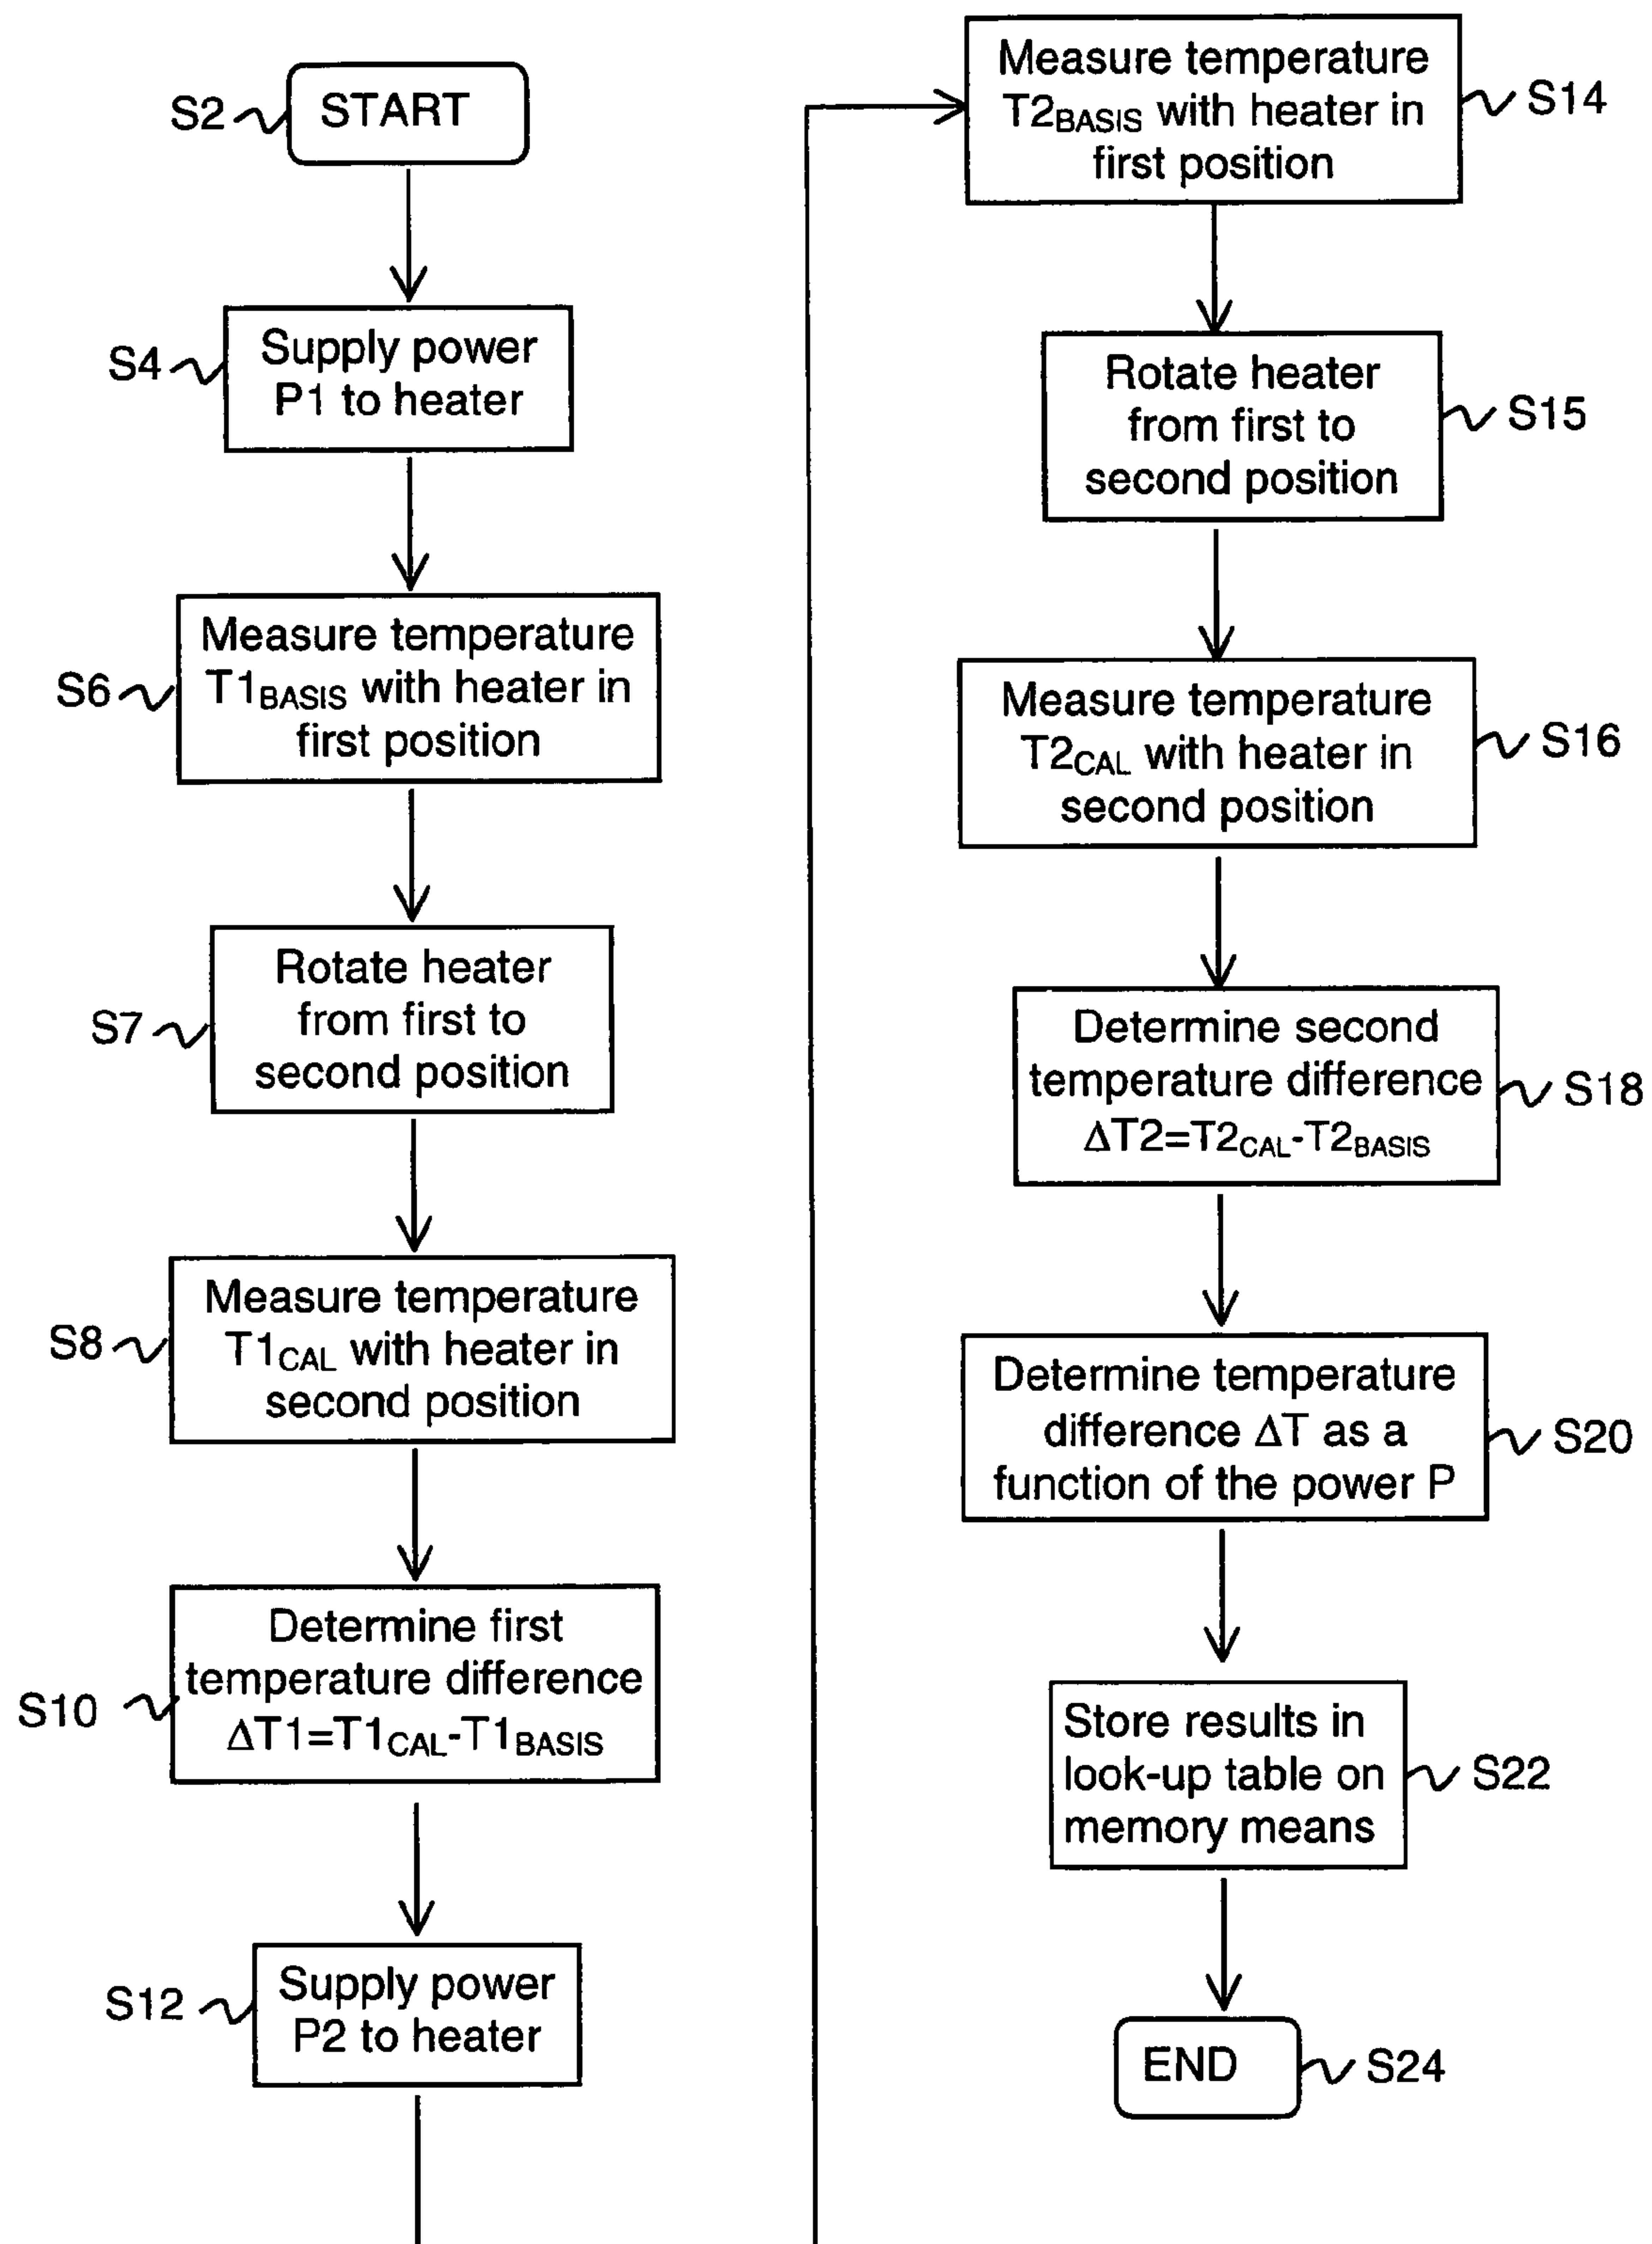 S2
START
S4
Supply power
P1 to heater
S6
Measure temperature
T1BASIS with heater in
first position
S7
Rotate heater
from first to
second position
S8
Measure temperature
T1CAL with heater in
second position
S10
Determine first
temperature difference
ΔT1=T1CAL-T1BASIS
S12
Supply power
P2 to heater
Measure temperature
T2BASIS with heater in
first position
S14
Rotate heater
from first to
second position
S15
Measure temperature
T2CAL with heater in
second position
S16
Determine second
temperature difference
ΔT2=T2CAL-T2BASIS
S18
Determine temperature
difference ΔT as a
function of the power P
S20
Store results in
look-up table on
memory means
S22
END
S24